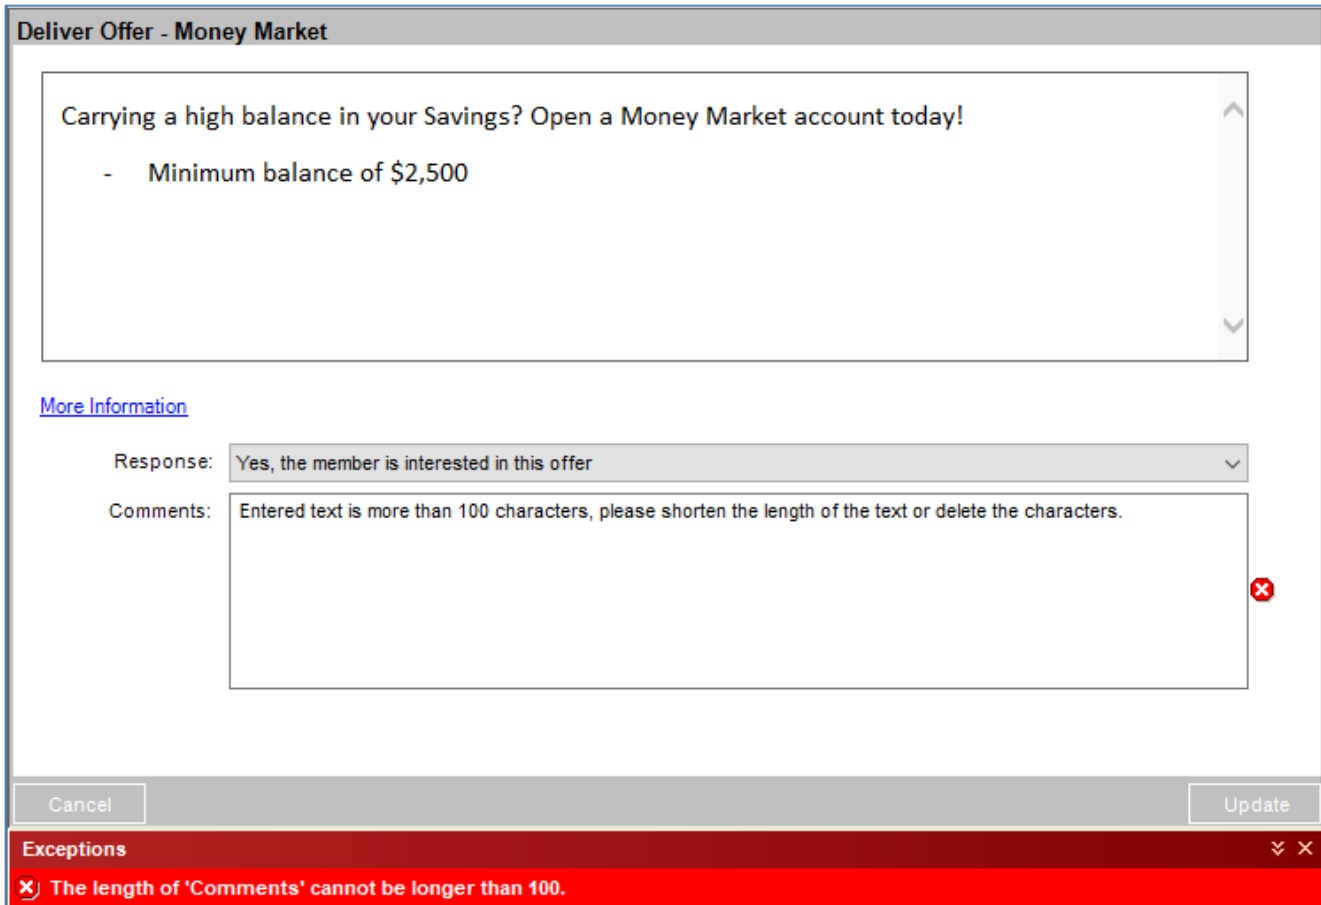 Deliver Offer - Money Market
Carrying a high balance in your Savings? Open a Money Market account today!
- Minimum balance of $2,500
More Information
Response: Yes, the member is interested in this offer
Comments: Entered text is more than 100 characters, please shorten the length of the text or delete the characters.
Cancel Update
Exceptions
The length of 'Comments' cannot be longer than 100.